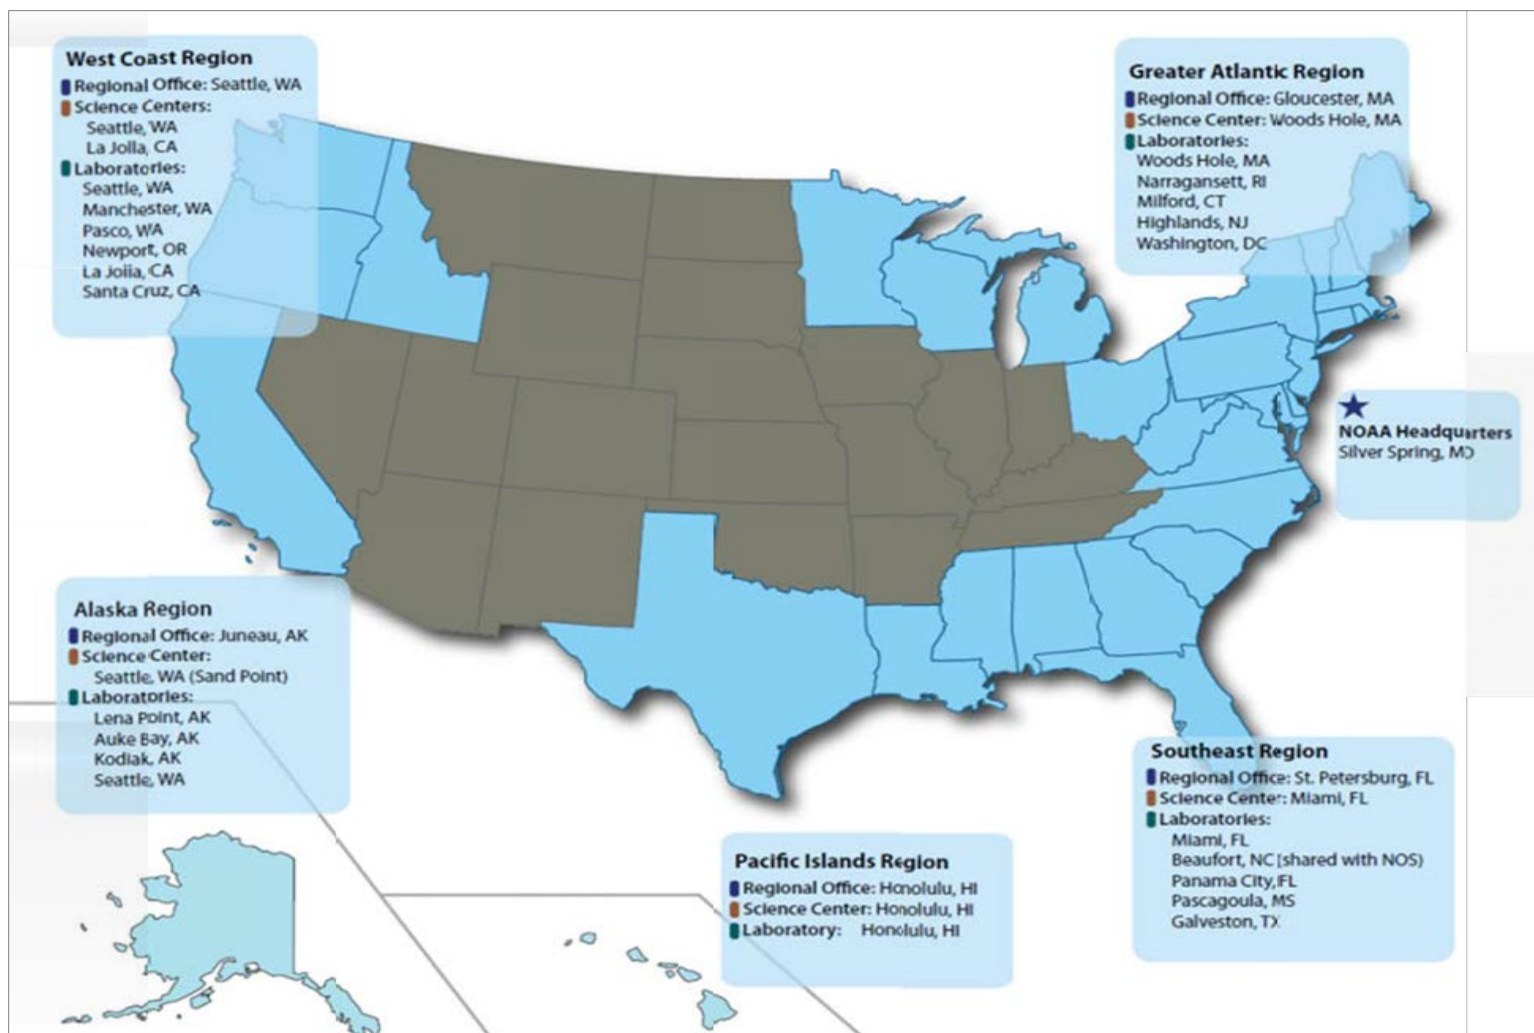 West Coast Region
Regional Office: Seattle, WA
Science Centers:
Seattle, WA
La Jolla, CA
Laboratories:
Seattle, WA
Manchester, WA
Pasco, WA
Newport, OR
La Jolla, CA
Santa Cruz, CA
Greater Atlantic Region
Regional Office: Gloucester, MA
Science Center: Woods Hole, MA
Laboratories:
Woods Hole, MA
Narragansett, RI
Milford, CT
Highlands, NJ
Washington, DC
NOAA Headquarters
Silver Spring, MD
Alaska Region
Regional Office: Juneau, AK
Science Center:
Seattle, WA (Sand Point)
Laboratories:
Lena Point, AK
Auke Bay, AK
Kodiak, AK
Seattle, WA
Pacific Islands Region
Regional Office: Honolulu, HI
Science Center: Honolulu, HI
Laboratory: Honolulu, HI
Southeast Region
Regional Office: St. Petersburg, FL
Science Center: Miami, FL
Laboratories:
Miami, FL
Beaufort, NC (shared with NOS)
Panama City, FL
Pascagoula, MS
Galveston, TX